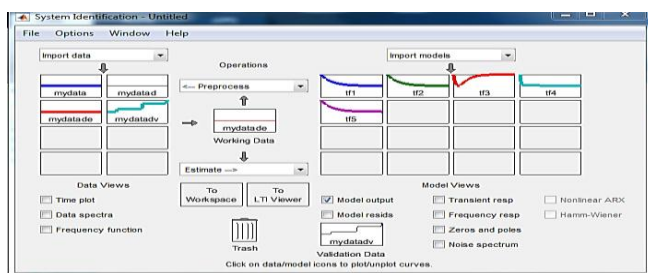 System Identification - Untitled
File Options Window Help
Import data
Operations
Import models
<-- Preprocess
mydata mydatad
mydatade mydatadv
mydatade
Working Data
tf1 tf2 tf3 tf4
tf5
Estimate -->
Data Views
Time plot
Data spectra
Frequency function
To Workspace
To LTI Viewer
Trash
Model Views
Model output Transient resp Nonlinear ARX
Model resids Frequency resp Hamm-Wiener
Zeros and poles
Noise spectrum
mydatadv
Validation Data
Click on data/model icons to plot/unplot curves.